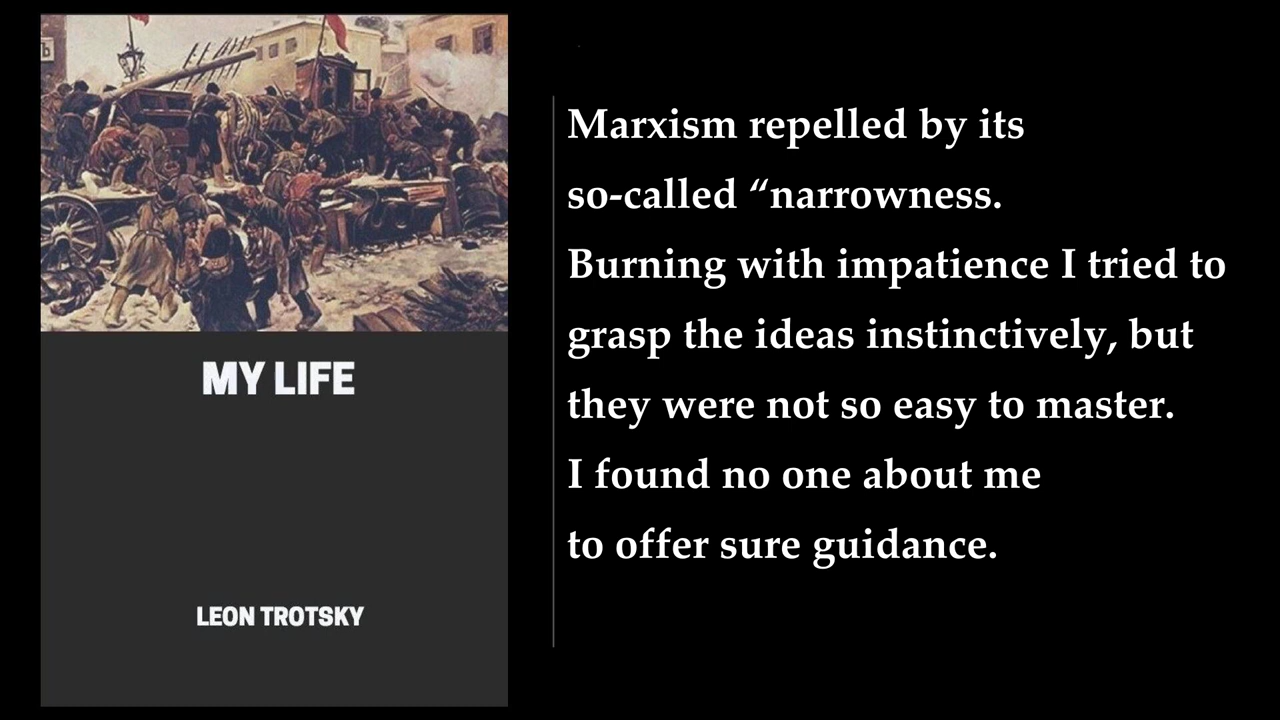 MY LIFE
LEON TROTSKY
Marxism repelled by its
so-called “narrowness.
Burning with impatience I tried to
grasp the ideas instinctively, but
they were not so easy to master.
I found no one about me
to offer sure guidance.